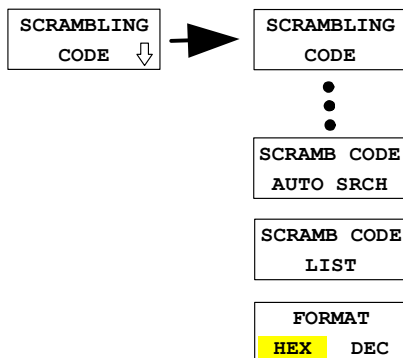 SCRAMBLING
CODE
SCRAMBLING
CODE
SCRAMB CODE
AUTO SRCH
SCRAMB CODE
LIST
FORMAT
HEX DEC